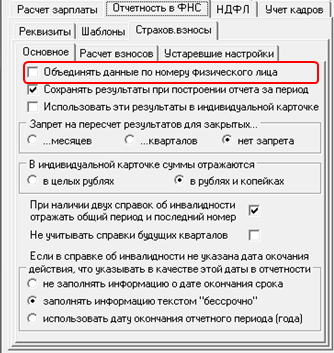 Расчет зарплаты
Отчетность в ФНС
НДФЛ
Учет кадров
Реквизиты
Шаблоны
Страхов.взносы
Основное
Расчет взносов
Устаревшие настройки
Объединять данные по номеру физического лица
Сохранять результаты при построении отчета за период
Использовать эти результаты в индивидуальной карточке
Запрет на пересчет результатов для закрытых...
...месяцев
...кварталов
нет запрета
В индивидуальной карточке суммы отражаются
в целых рублях
в рублях и копейках
При наличии двух справок об инвалидности
отражать общий период и последний номер
Не учитывать справки будущих кварталов
Если в справке об инвалидности не указана дата окочания
действия, что указывать в качестве этой даты в отчетности
не заполнять информацию о дате окончания срока
заполнять информацию текстом "бессрочно"
использовать дату окончания отчетного периода (года)